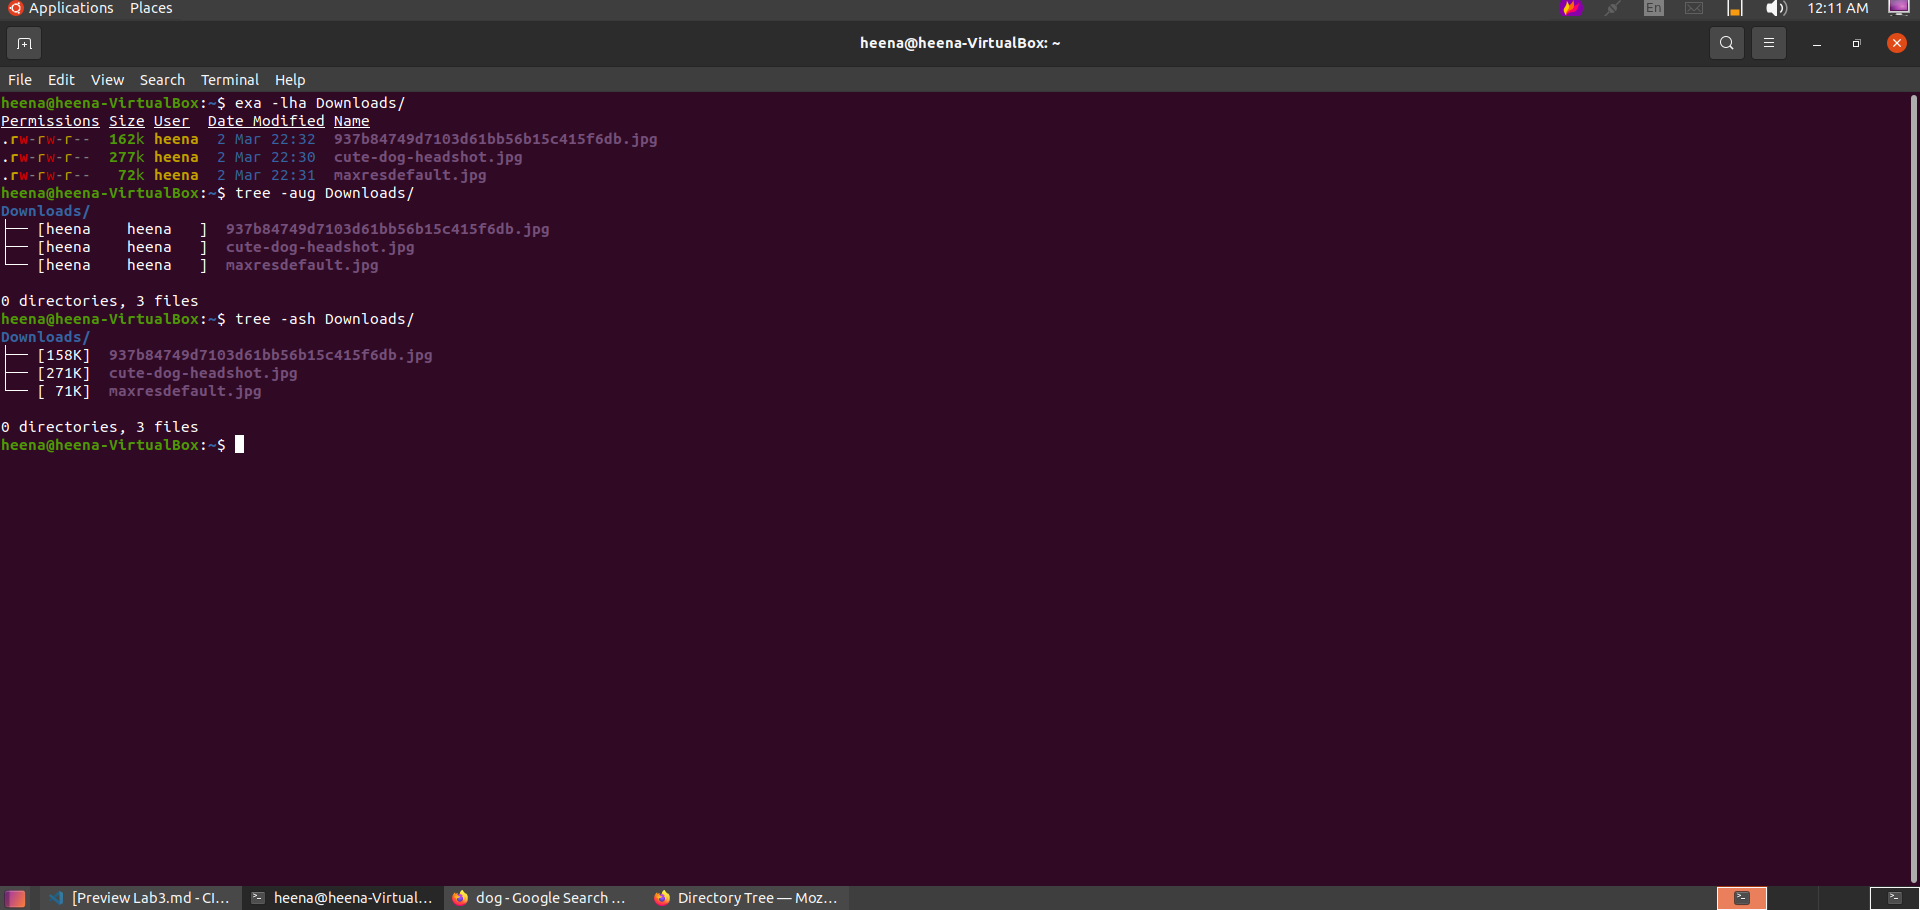 Applications Places En 12:11 AM
heena@heena-VirtualBox: ~
File Edit View Search Terminal Help
heena@heena-VirtualBox:~$ exa -lha Downloads/
Permissions Size User Date Modified Name
.rw-rw-r-- 162k heena 2 Mar 22:32 937b84749d7103d61bb56b15c415f6db.jpg
.rw-rw-r-- 277k heena 2 Mar 22:30 cute-dog-headshot.jpg
.rw-rw-r-- 72k heena 2 Mar 22:31 maxresdefault.jpg
heena@heena-VirtualBox:~$ tree -aug Downloads/
Downloads/
├── [heena    heena   ]  937b84749d7103d61bb56b15c415f6db.jpg
├── [heena    heena   ]  cute-dog-headshot.jpg
└── [heena    heena   ]  maxresdefault.jpg
0 directories, 3 files
heena@heena-VirtualBox:~$ tree -ash Downloads/
Downloads/
├── [158K]  937b84749d7103d61bb56b15c415f6db.jpg
├── [271K]  cute-dog-headshot.jpg
└── [ 71K]  maxresdefault.jpg
0 directories, 3 files
heena@heena-VirtualBox:~$
[Preview Lab3.md - CI... heena@heena-Virtual... dog - Google Search ... Directory Tree — Moz...